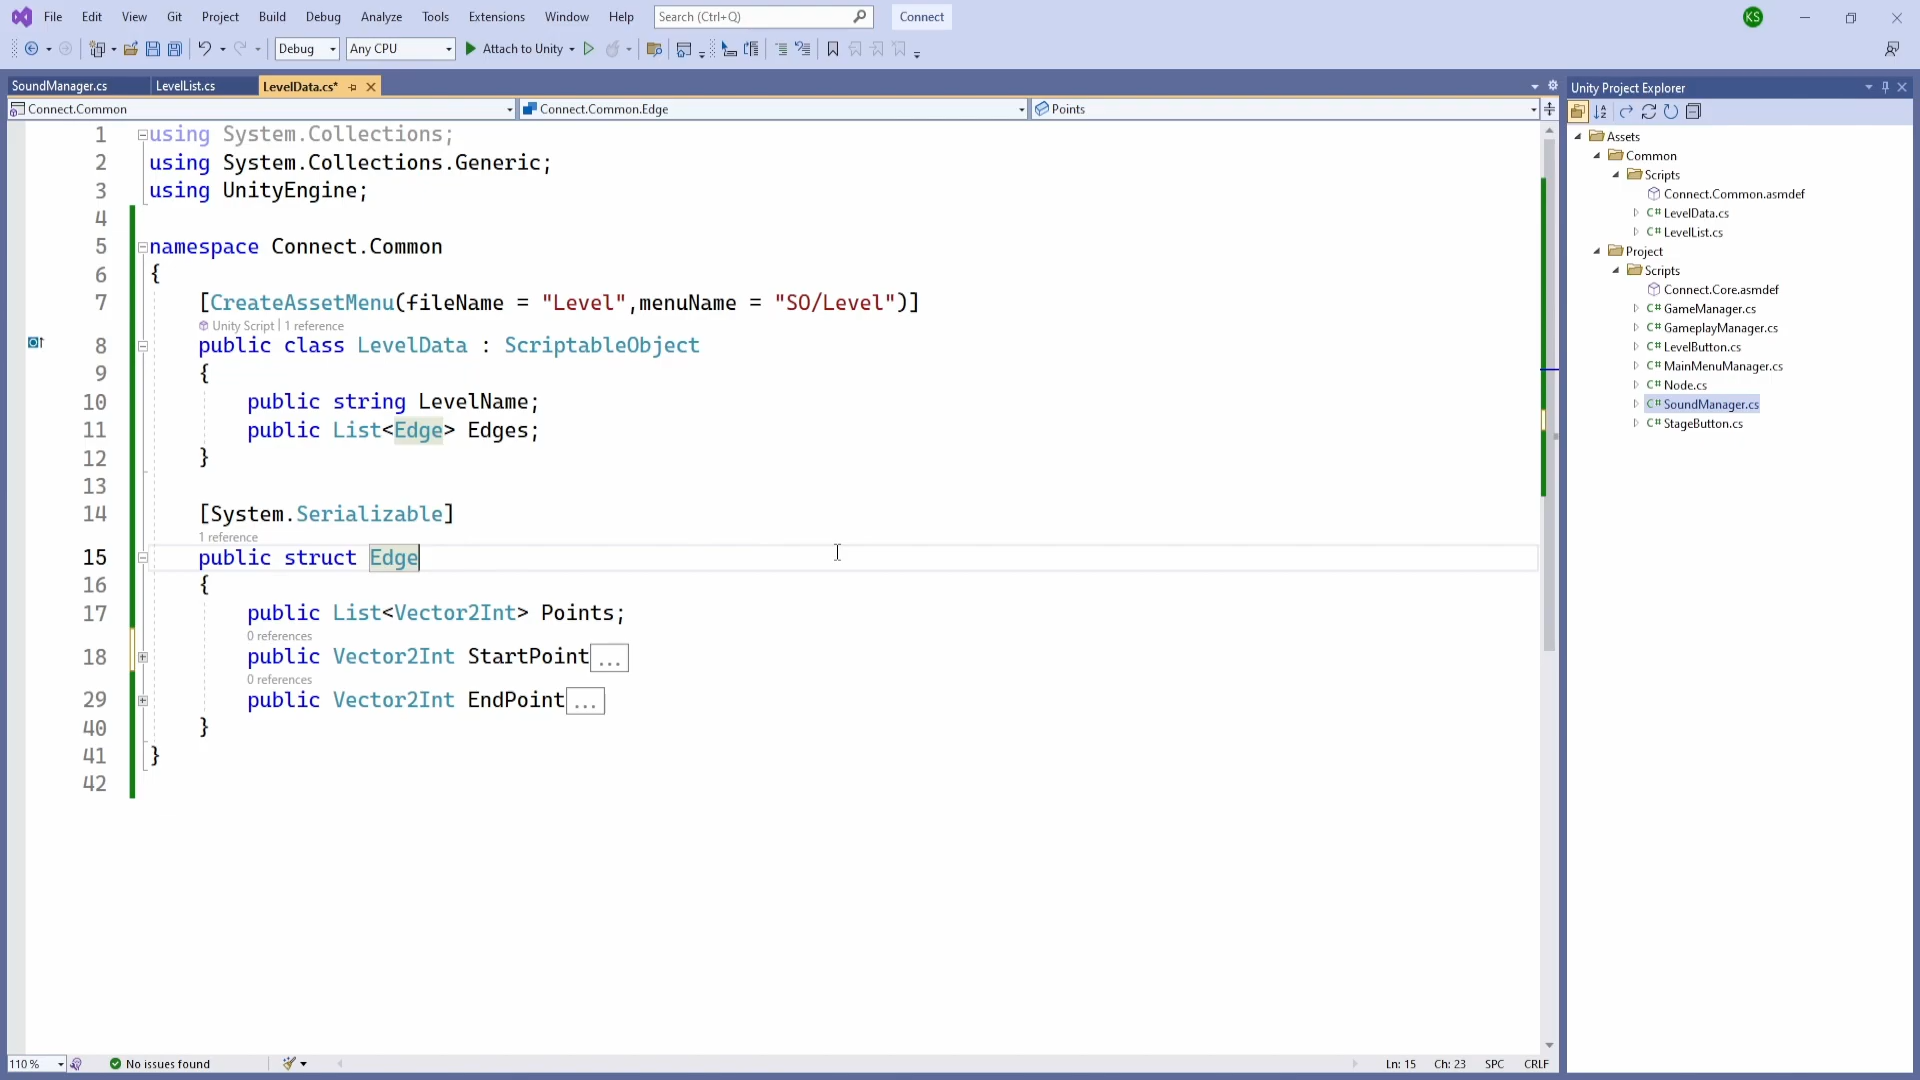 File Edit View Git Project Build Debug Analyze Tools Extensions Window Help Search (Ctrl+Q) Connect KS
Debug Any CPU Attach to Unity
SoundManager.cs LevelList.cs LevelData.cs*
Connect.Common Connect.Common.Edge Points
1 using System.Collections;
2 using System.Collections.Generic;
3 using UnityEngine;
4
5 namespace Connect.Common
6 {
7 [CreateAssetMenu(fileName = "Level",menuName = "SO/Level")]
Unity Script | 1 reference
8 public class LevelData : ScriptableObject
9 {
10 public string LevelName;
11 public List<Edge> Edges;
12 }
13
14 [System.Serializable]
1 reference
15 public struct Edge
16 {
17 public List<Vector2Int> Points;
0 references
18 public Vector2Int StartPoint...
0 references
29 public Vector2Int EndPoint...
40 }
41 }
42
110 % No issues found Ln: 15 Ch: 23 SPC CRLF
Unity Project Explorer
Assets
Common
Scripts
Connect.Common.asmdef
C# LevelData.cs
C# LevelList.cs
Project
Scripts
Connect.Core.asmdef
C# GameManager.cs
C# GameplayManager.cs
C# LevelButton.cs
C# MainMenuManager.cs
C# Node.cs
C# SoundManager.cs
C# StageButton.cs